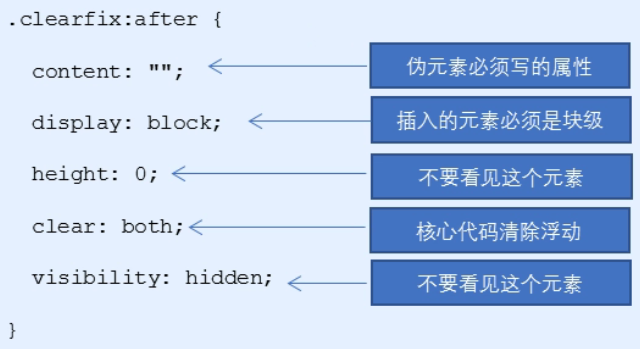 .clearfix:after {
content: ""; 伪元素必须写的属性
display: block; 插入的元素必须是块级
height: 0; 不要看见这个元素
clear: both; 核心代码清除浮动
visibility: hidden; 不要看见这个元素
}